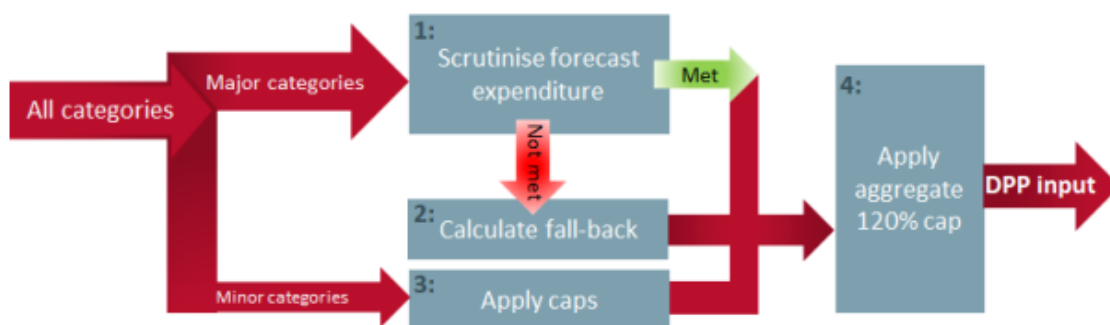 All categories
Major categories
1:
Scrutinise forecast
expenditure
Met
Not met
2:
Calculate fall-back
Minor categories
3:
Apply caps
4:
Apply
aggregate
120% cap
DPP input